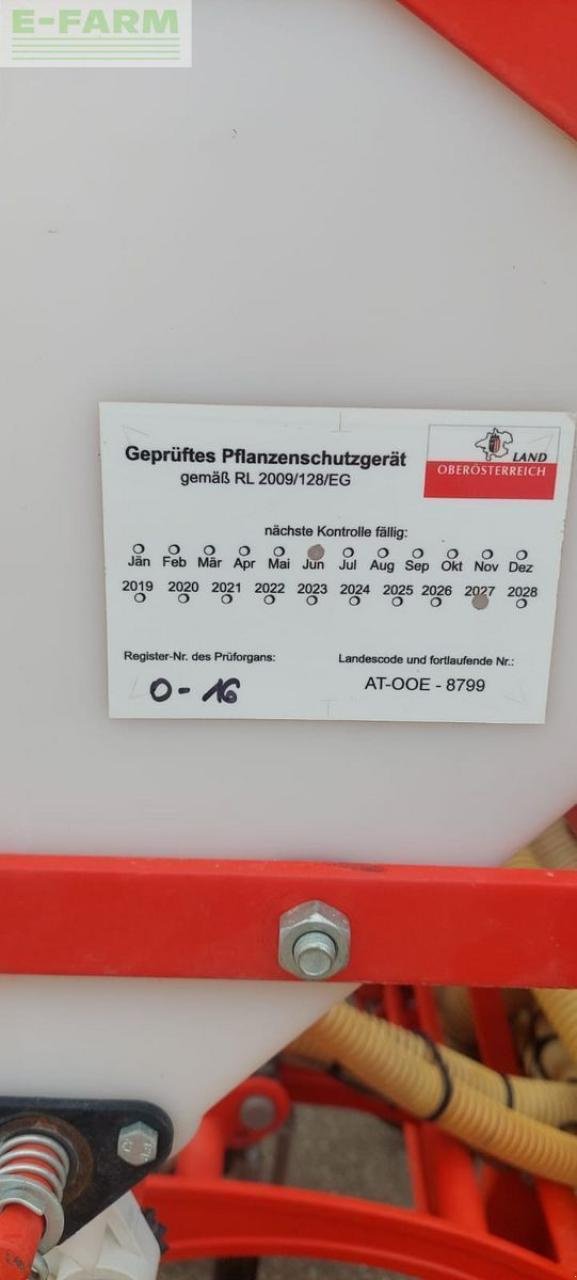 E-FARM
Geprüftes Pflanzenschutzgerät
gemäß RL 2009/128/EG
LAND
OBERÖSTERREICH
nächste Kontrolle fällig:
Jän Feb Mär Apr Mai Jun Jul Aug Sep Okt Nov Dez
2019 2020 2021 2022 2023 2024 2025 2026 2027 2028
Register-Nr. des Prüforgans:
O-16
Landescode und fortlaufende Nr.:
AT-OOE - 8799